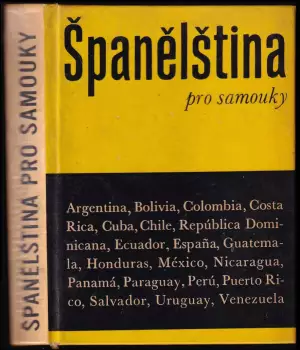 ŠPANĚLŠTINA PRO SAMOUKY
Španělština
pro samouky
Argentina, Bolivia, Colombia, Costa
Rica, Cuba, Chile, República Domi-
nicana, Ecuador, España, Guatema-
la, Honduras, México, Nicaragua,
Panamá, Paraguay, Perú, Puerto Ri-
co, Salvador, Uruguay, Venezuela